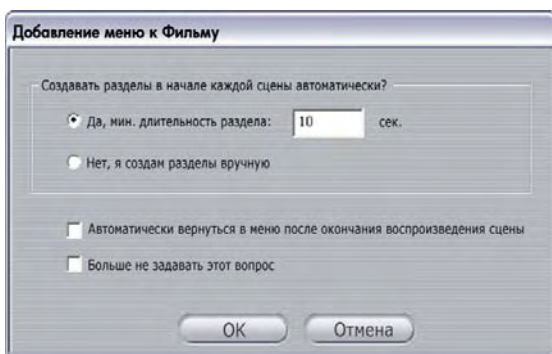 Добавление меню к Фильму
Создавать разделы в начале каждой сцены автоматически?
Да, мин. длительность раздела: 10 сек.
Нет, я создам разделы вручную
Автоматически вернуться в меню после окончания воспроизведения сцены
Больше не задавать этот вопрос
OK Отмена